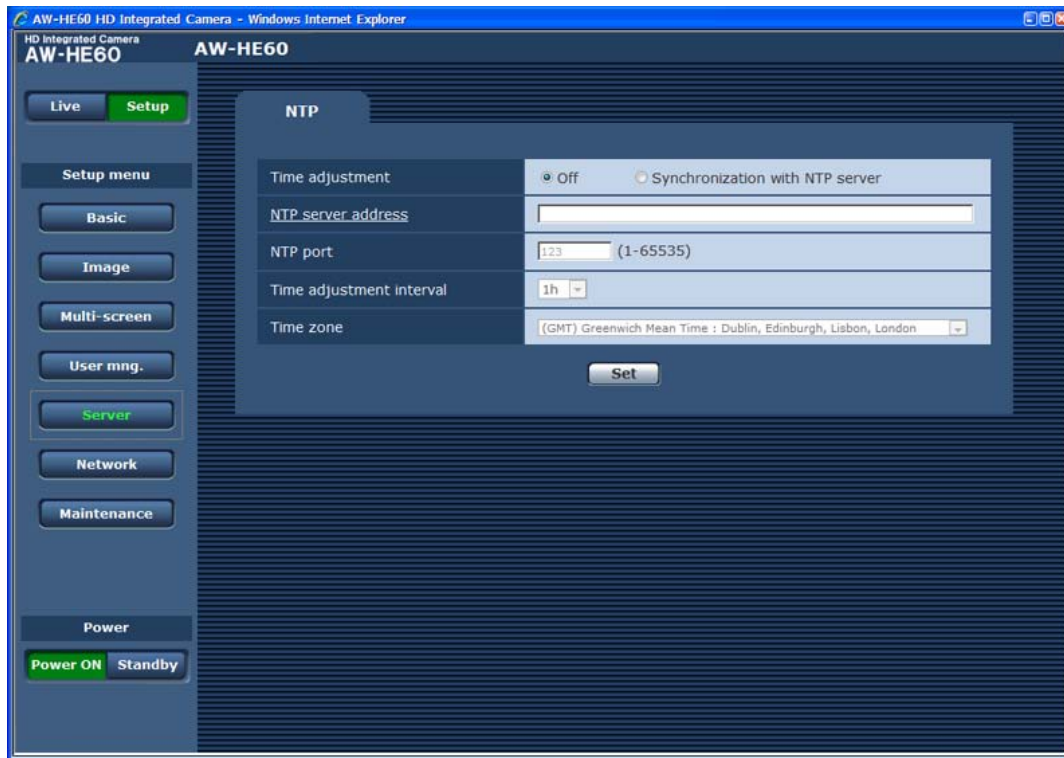 AW-HE60 HD Integrated Camera - Windows Internet Explorer
HD Integrated Camera
AW-HE60
AW-HE60
Live
Setup
NTP
Setup menu
Basic
Image
Multi-screen
User mng.
Server
Network
Maintenance
Time adjustment
Off
Synchronization with NTP server
NTP server address
NTP port
123
(1-65535)
Time adjustment interval
1h
Time zone
(GMT) Greenwich Mean Time : Dublin, Edinburgh, Lisbon, London
Set
Power
Power ON
Standby